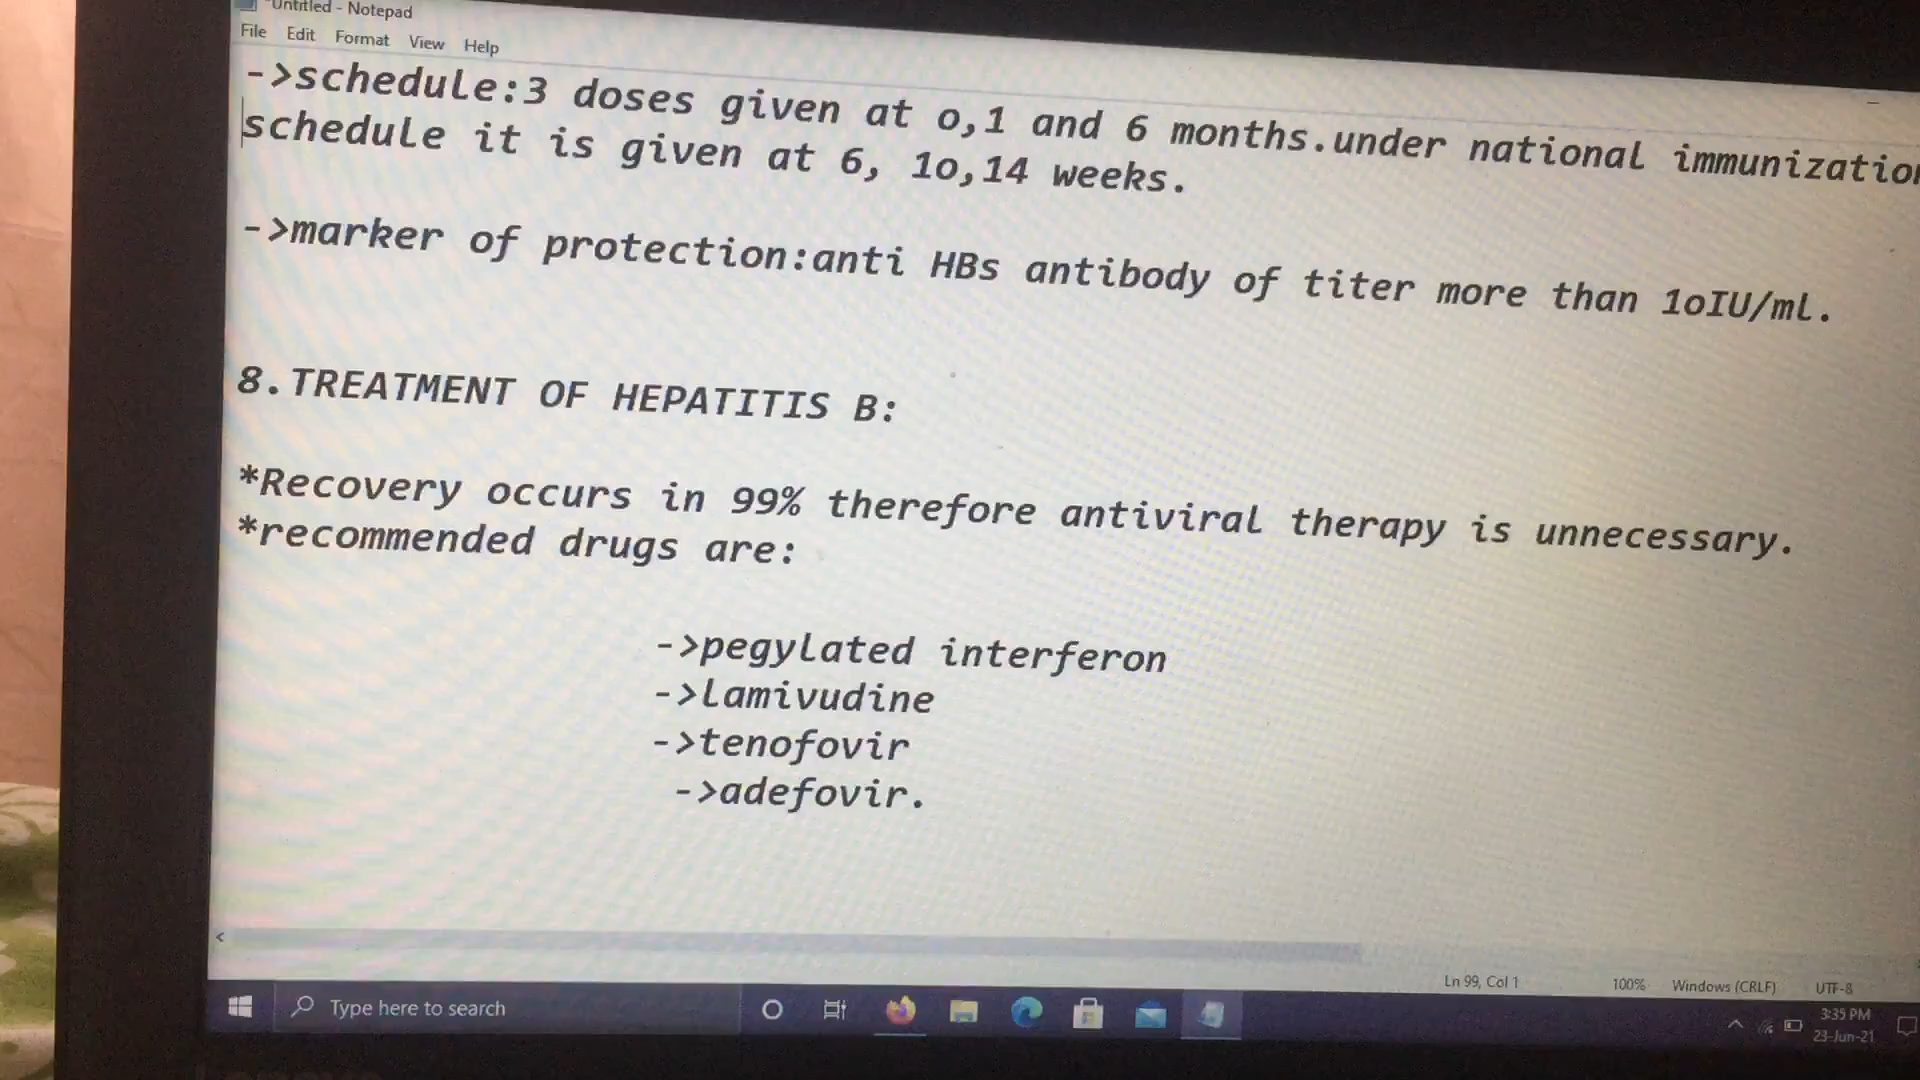 *Untitled - Notepad
File Edit Format View Help
->schedule:3 doses given at o,1 and 6 months.under national immunization
schedule it is given at 6, 1o,14 weeks.
->marker of protection:anti HBs antibody of titer more than 1oIU/ml.
8.TREATMENT OF HEPATITIS B:
*Recovery occurs in 99% therefore antiviral therapy is unnecessary.
*recommended drugs are:
->pegylated interferon
->lamivudine
->tenofovir
->adefovir.
Ln 99, Col 1 100% Windows (CRLF) UTF-8
Type here to search
3:35 PM
23-Jun-21